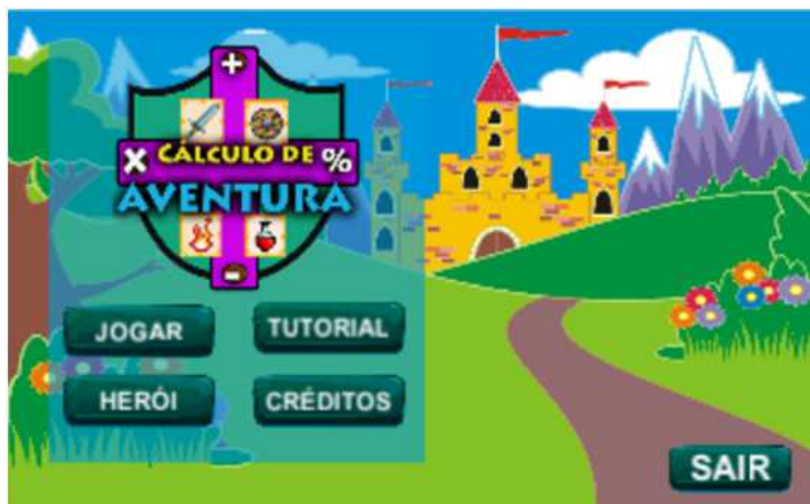 +
X CÁLCULO DE %
AVENTURA
-
JOGAR
TUTORIAL
HERÓI
CRÉDITOS
SAIR